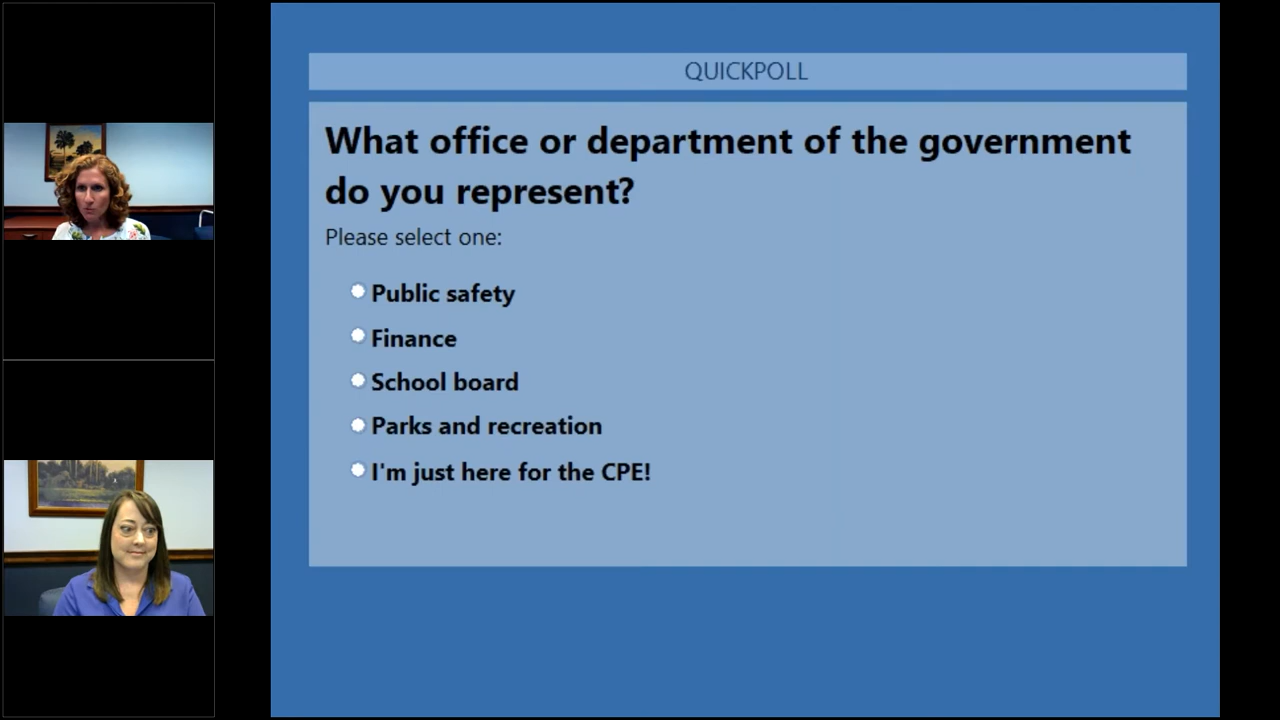 QUICKPOLL
What office or department of the government
do you represent?
Please select one:
Public safety
Finance
School board
Parks and recreation
I'm just here for the CPE!